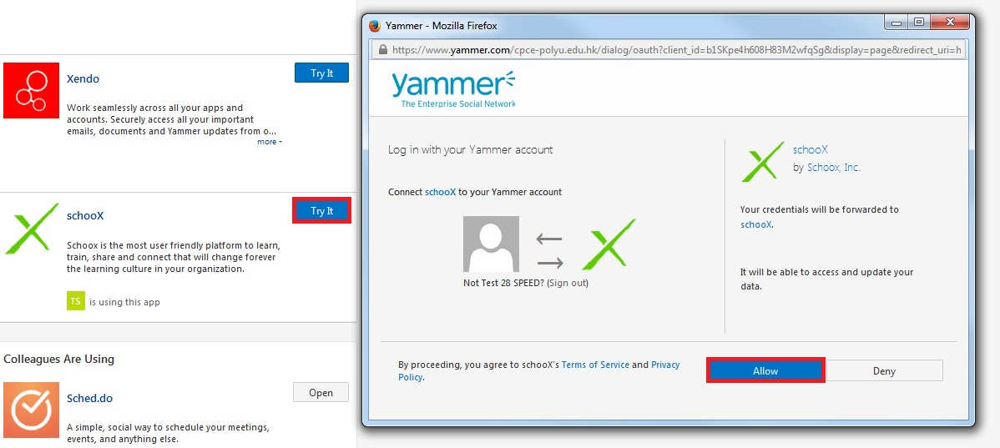 Xendo
Try It
Work seamlessly across all your apps and
accounts. Securely access all your important
emails, documents and Yammer updates from o...
more
schooX
Try It
Schoox is the most user friendly platform to learn,
train, share and connect that will change forever
the learning culture in your organization.
TS is using this app
Colleagues Are Using
Sched.do
Open
A simple, social way to schedule your meetings,
events, and anything else.
Yammer - Mozilla Firefox
https://www.yammer.com/cpce-polyu.edu.hk/dialog/oauth?client_id=b1SKpe4h608H83M2wfqSg&display=page&redirect_uri=h
yammer
The Enterprise Social Network
Log in with your Yammer account
Connect schooX to your Yammer account
Not Test 28 SPEED? (Sign out)
schooX
by Schoox, Inc.
Your credentials will be forwarded to
schooX.
It will be able to access and update your
data.
By proceeding, you agree to schooX's Terms of Service and Privacy
Policy.
Allow
Deny